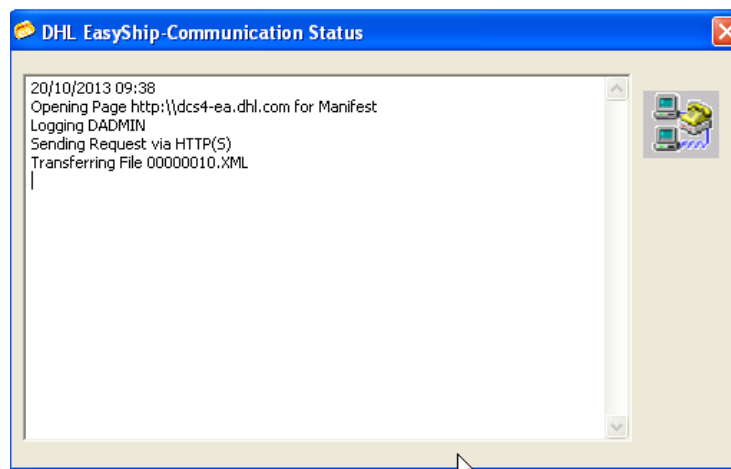 DHL EasyShip-Communication Status
20/10/2013 09:38
Opening Page http:\\dcs4-ea.dhl.com for Manifest
Logging DADMIN
Sending Request via HTTP(S)
Transferring File 00000010.XML